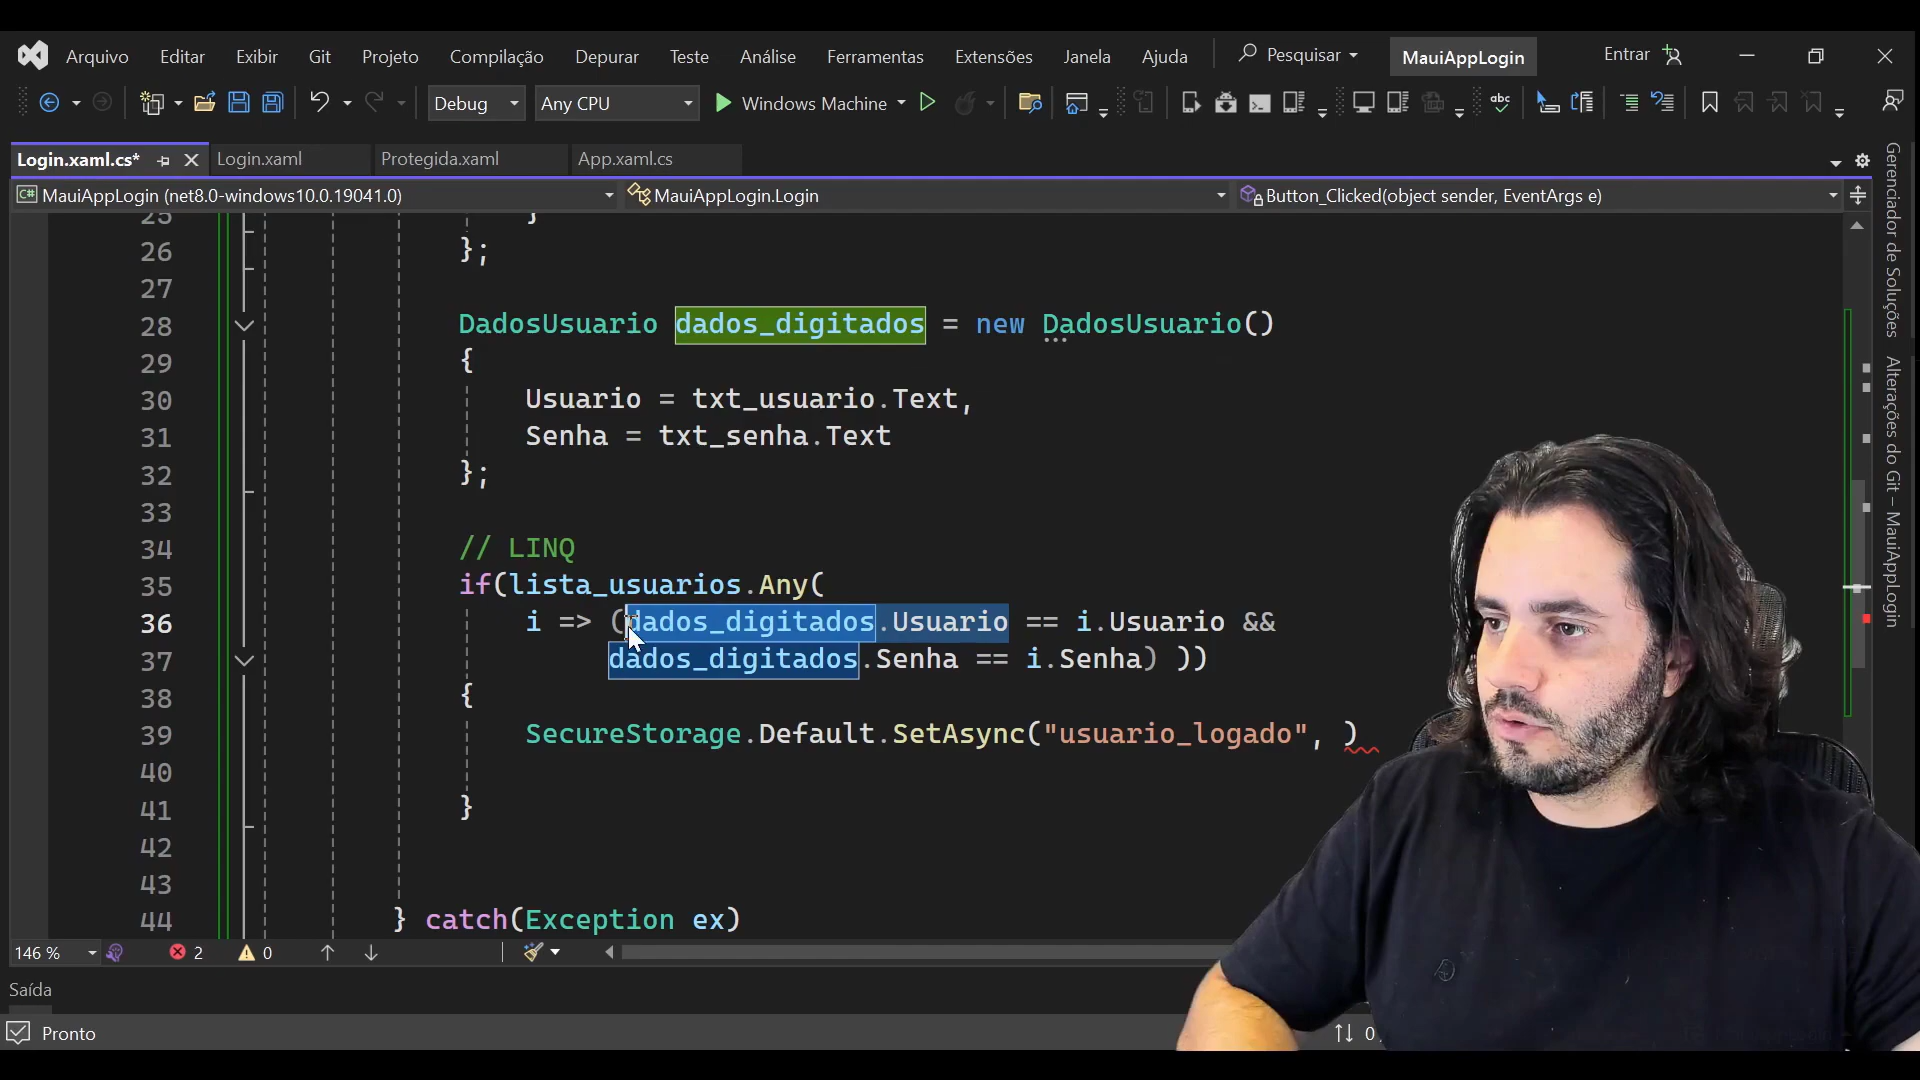 Arquivo Editar Exibir Git Projeto Compilação Depurar Teste Análise Ferramentas Extensões Janela Ajuda Pesquisar MauiAppLogin Entrar
Debug Any CPU Windows Machine abc
Login.xaml.cs* Login.xaml Protegida.xaml App.xaml.cs
C# MauiAppLogin (net8.0-windows10.0.19041.0) MauiAppLogin.Login Button_Clicked(object sender, EventArgs e)
25 }
26 };
27
28 DadosUsuario dados_digitados = new DadosUsuario()
29 {
30 Usuario = txt_usuario.Text,
31 Senha = txt_senha.Text
32 };
33
34 // LINQ
35 if(lista_usuarios.Any(
36 i => (dados_digitados.Usuario == i.Usuario &&
37 dados_digitados.Senha == i.Senha) ))
38 {
39 SecureStorage.Default.SetAsync("usuario_logado", )
40
41 }
42
43
44 } catch(Exception ex)
146 % 2 0
Saída
Pronto 0
Gerenciador de Soluções
Alterações do Git – MauiAppLogin